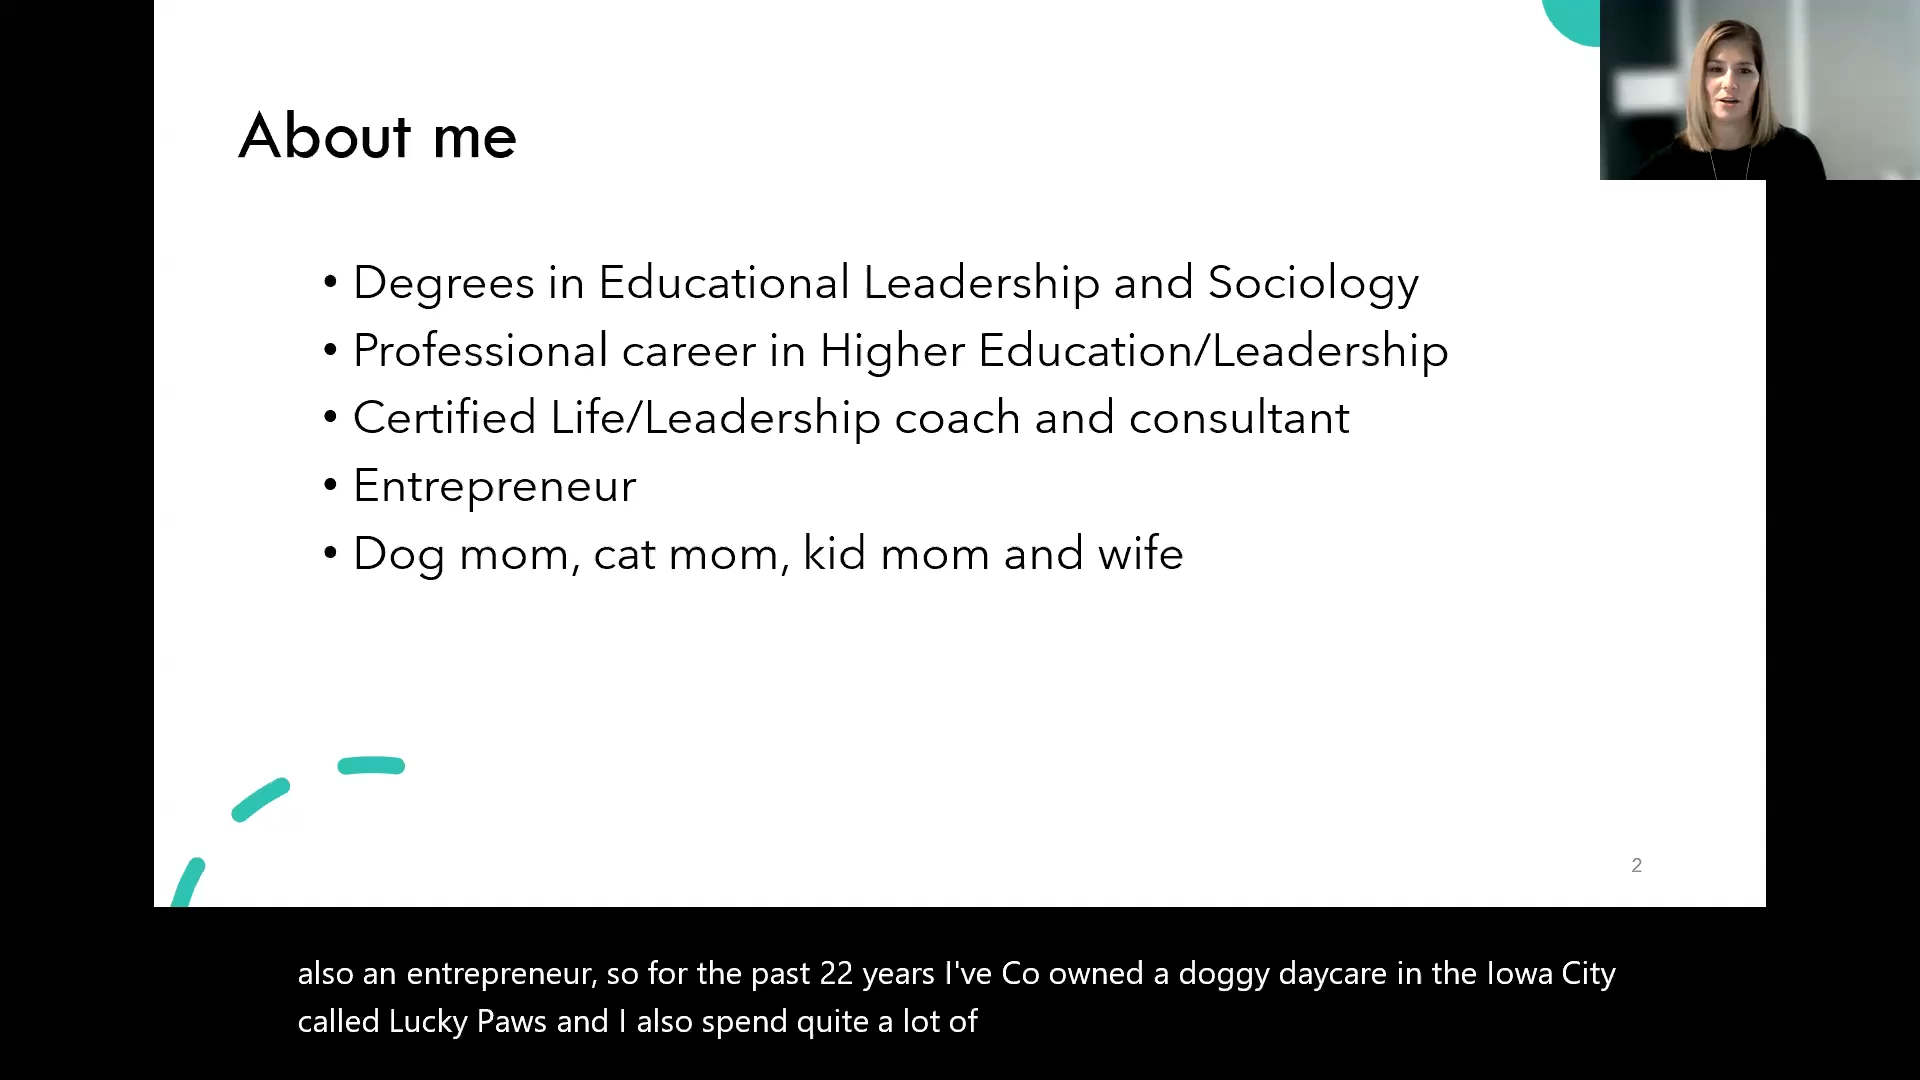 About me
• Degrees in Educational Leadership and Sociology
• Professional career in Higher Education/Leadership
• Certified Life/Leadership coach and consultant
• Entrepreneur
• Dog mom, cat mom, kid mom and wife
2
also an entrepreneur, so for the past 22 years I've Co owned a doggy daycare in the Iowa City
called Lucky Paws and I also spend quite a lot of